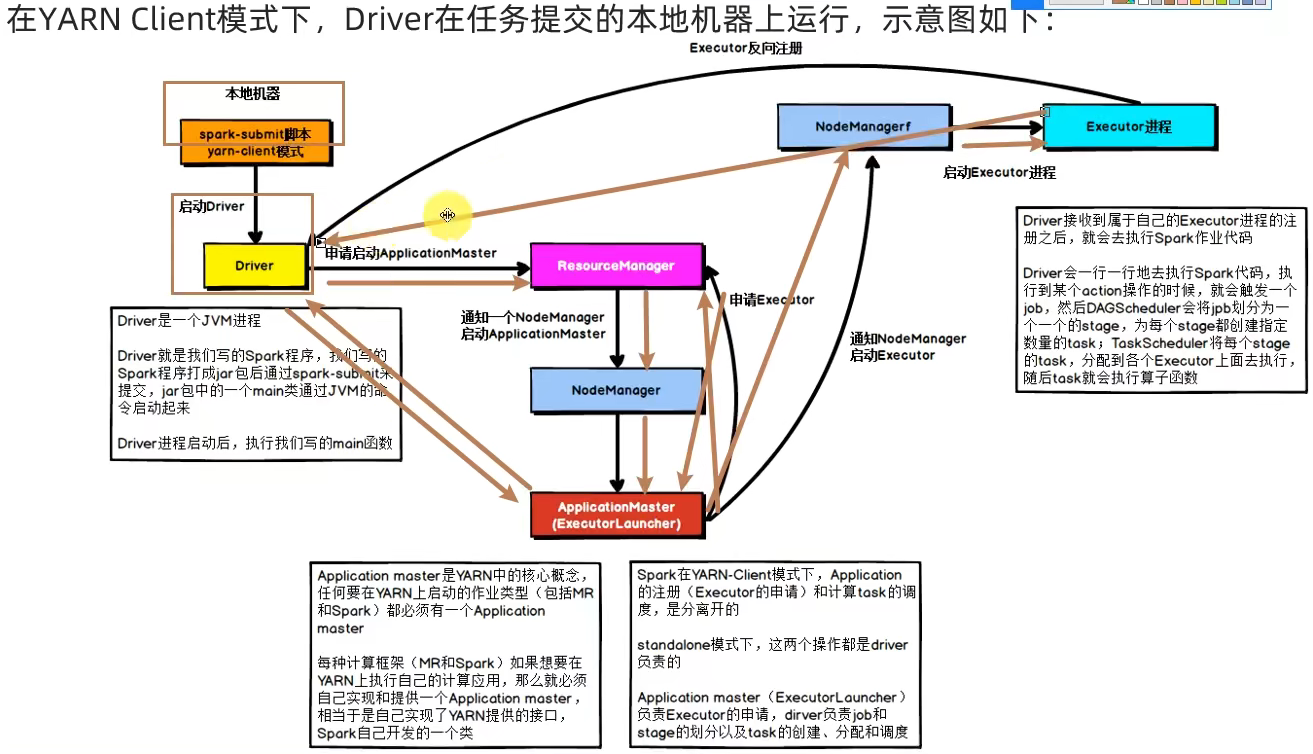 在YARN Client模式下，Driver在任务提交的本地机器上运行，示意图如下：
Executor反向注册
本地机器
spark-submit脚本
yarn-client模式
NodeManagerf
Executor进程
启动Executor进程
启动Driver
Driver
申请启动ApplicationMaster
ResourceManager
申请Executor
通知一个NodeManager
启动ApplicationMaster
通知NodeManager
启动Executor
NodeManager
ApplicationMaster
(ExecutorLauncher)
Driver是一个JVM进程
Driver就是我们写的Spark程序，我们写的
Spark程序打成jar包后通过spark-submit来
提交，jar包中的一个main类通过JVM的命
令启动起来
Driver进程启动后，执行我们写的main函数
Driver接收到属于自己的Executor进程的注
册之后，就会去执行Spark作业代码
Driver会一行一行地去执行Spark代码，执
行到某个action操作的时候，就会触发一个
job，然后DAGScheduler会将jpb划分为一
个一个的stage，为每个stage都创建指定
数量的task；TaskScheduler将每个stage
的task，分配到各个Executor上面去执行，
随后task就会执行算子函数
Application master是YARN中的核心概念，
任何要在YARN上启动的作业类型（包括MR
和Spark）都必须有一个Application
master
每种计算框架（MR和Spark）如果想要在
YARN上执行自己的计算应用，那么就必须
自己实现和提供一个Application master，
相当于是自己实现了YARN提供的接口，
Spark自己开发的一个类
Spark在YARN-Client模式下，Application
的注册（Executor的申请）和计算task的调
度，是分离开的
standalone模式下，这两个操作都是driver
负责的
Application master（ExecutorLauncher）
负责Executor的申请，dirver负责job和
stage的划分以及task的创建、分配和调度